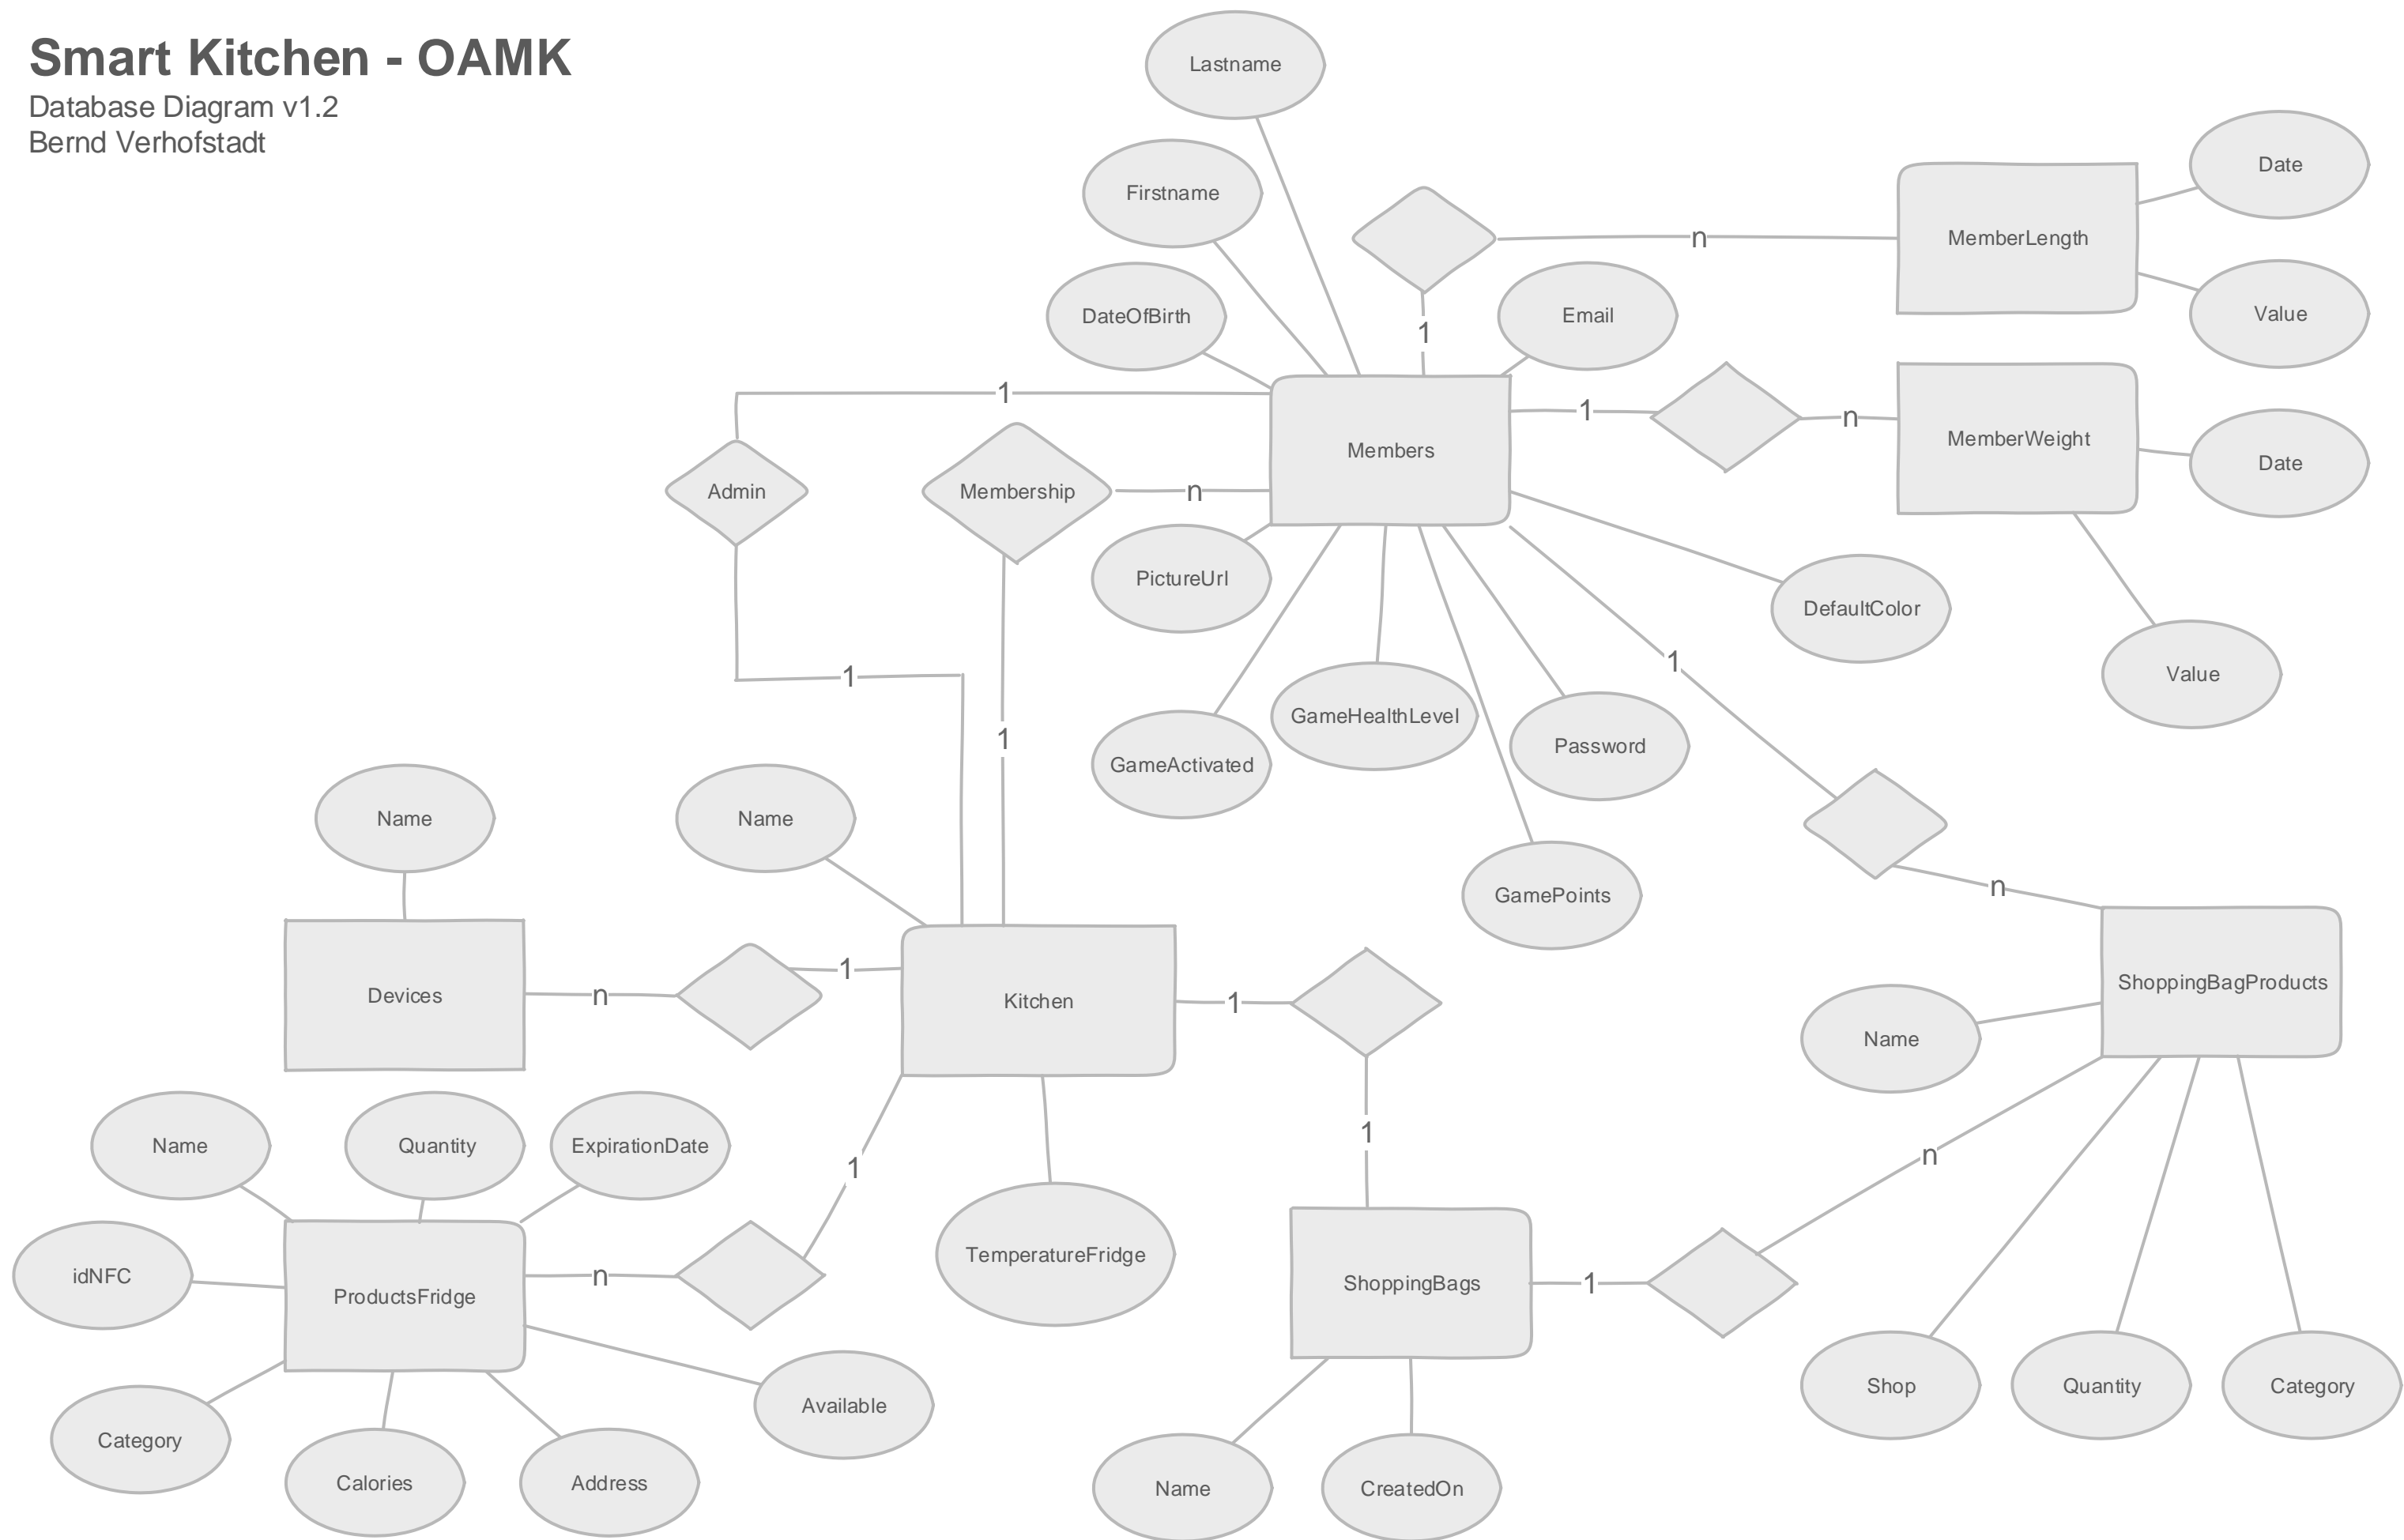 Smart Kitchen - OAMK
Database Diagram v1.2
Bernd Verhofstadt
Lastname
Firstname
DateOfBirth
Email
n
1
MemberLength
Date
Value
1
Admin
Membership
n
Members
1
n
MemberWeight
Date
Value
PictureUrl
DefaultColor
1
1
1
GameActivated
GameHealthLevel
Password
GamePoints
n
Name
Name
Devices
n
1
Kitchen
1
1
ShoppingBagProducts
Name
n
Shop
Quantity
Category
Name
Quantity
ExpirationDate
1
idNFC
ProductsFridge
n
TemperatureFridge
ShoppingBags
1
Category
Calories
Address
Available
Name
CreatedOn